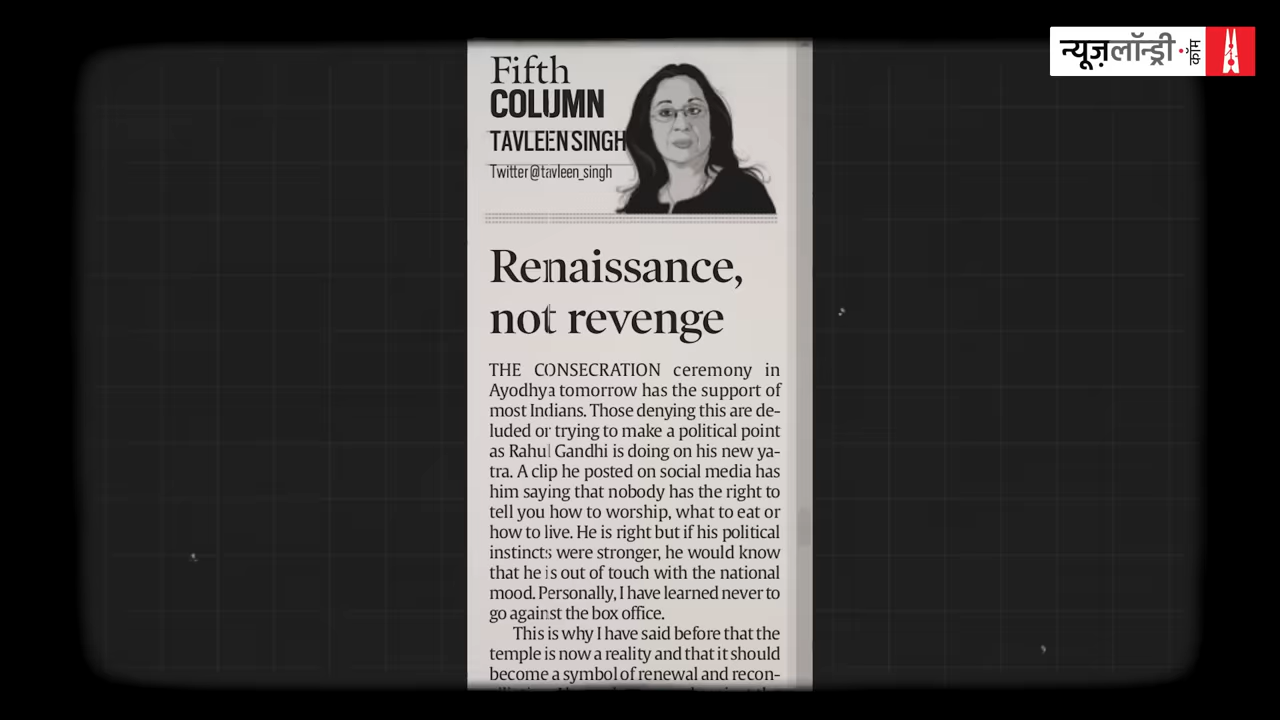 न्यूज़लॉन्ड्री.कॉम
Fifth
COLUMN
TAVLEEN SINGH
Twitter@tavleen_singh
Renaissance,
not revenge
THE CONSECRATION ceremony in
Ayodhya tomorrow has the support of
most Indians. Those denying this are de-
luded or trying to make a political point
as Rahul Gandhi is doing on his new ya-
tra. A clip he posted on social media has
him saying that nobody has the right to
tell you how to worship, what to eat or
how to live. He is right but if his political
instincts were stronger, he would know
that he is out of touch with the national
mood. Personally, I have learned never to
go against the box office.
This is why I have said before that the
temple is now a reality and that it should
become a symbol of renewal and recon-